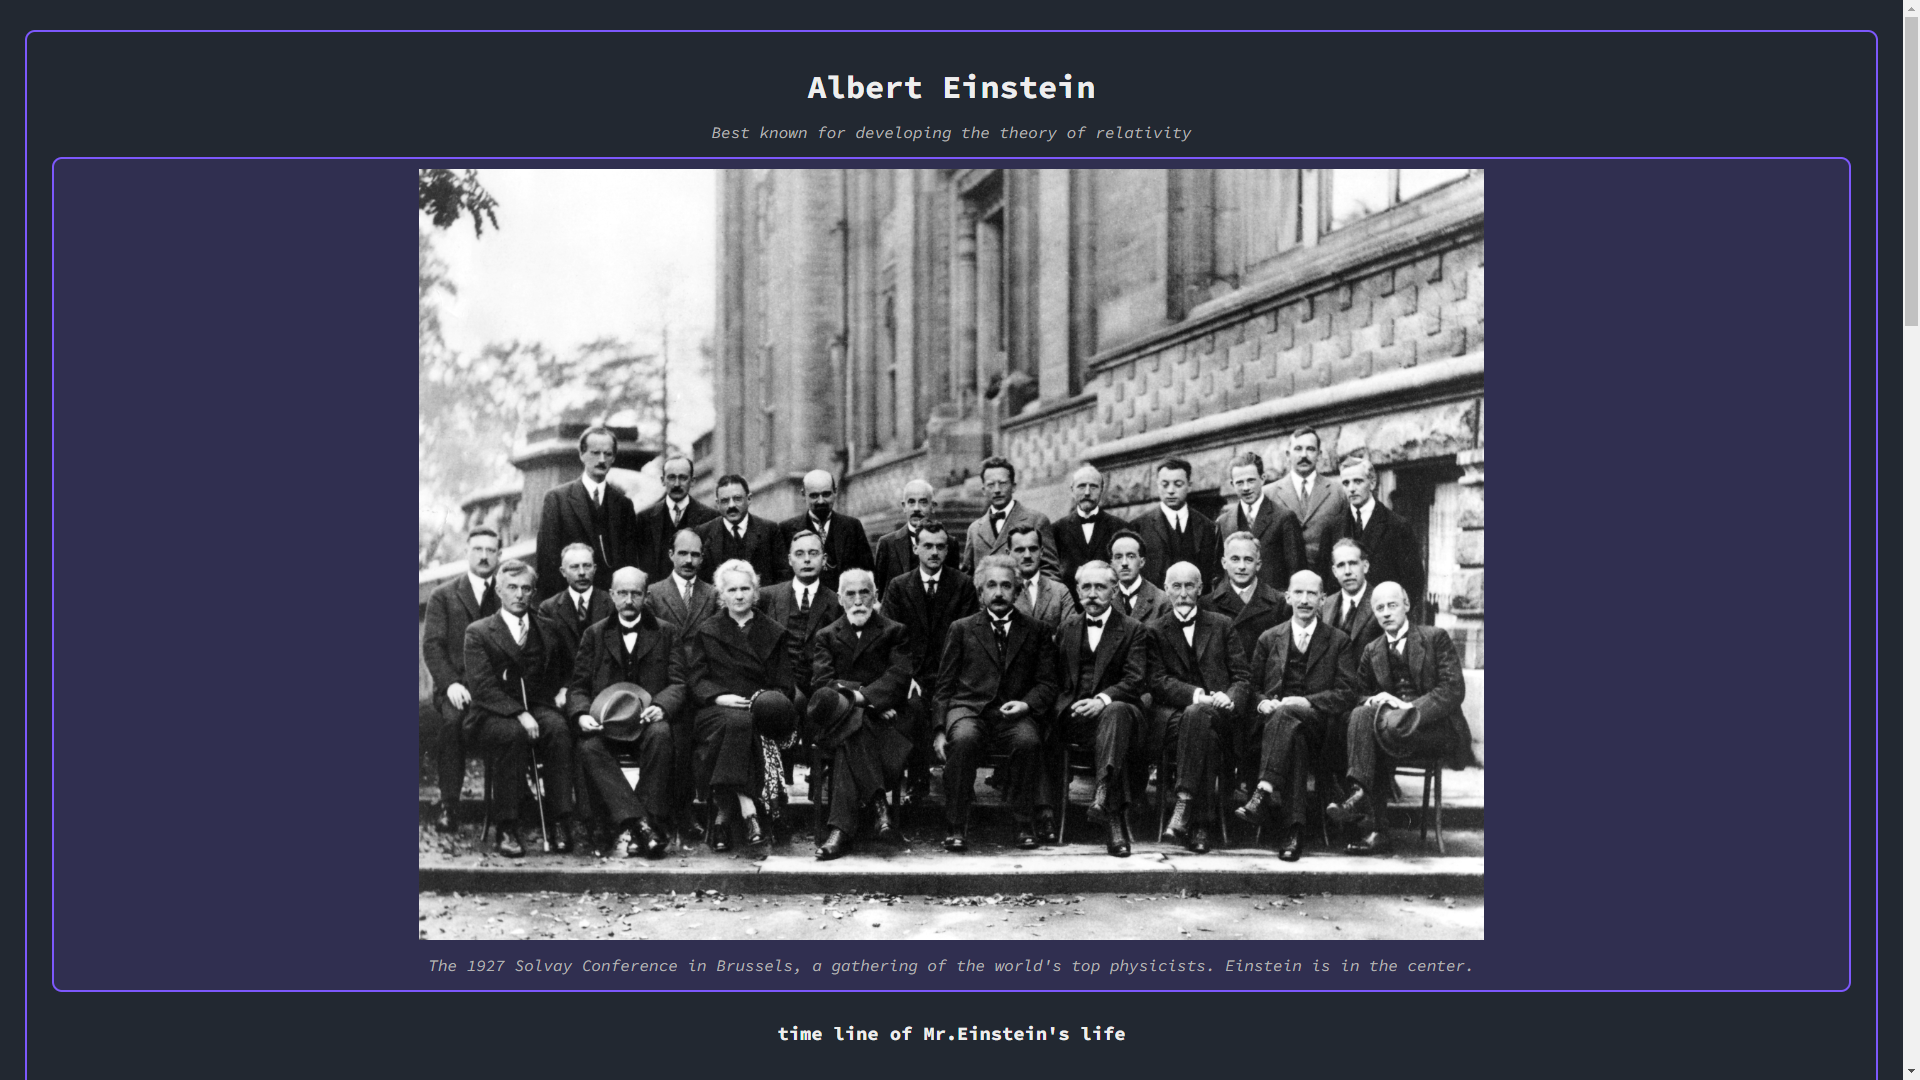 Albert Einstein
Best known for developing the theory of relativity
The 1927 Solvay Conference in Brussels, a gathering of the world's top physicists. Einstein is in the center.
time line of Mr.Einstein's life